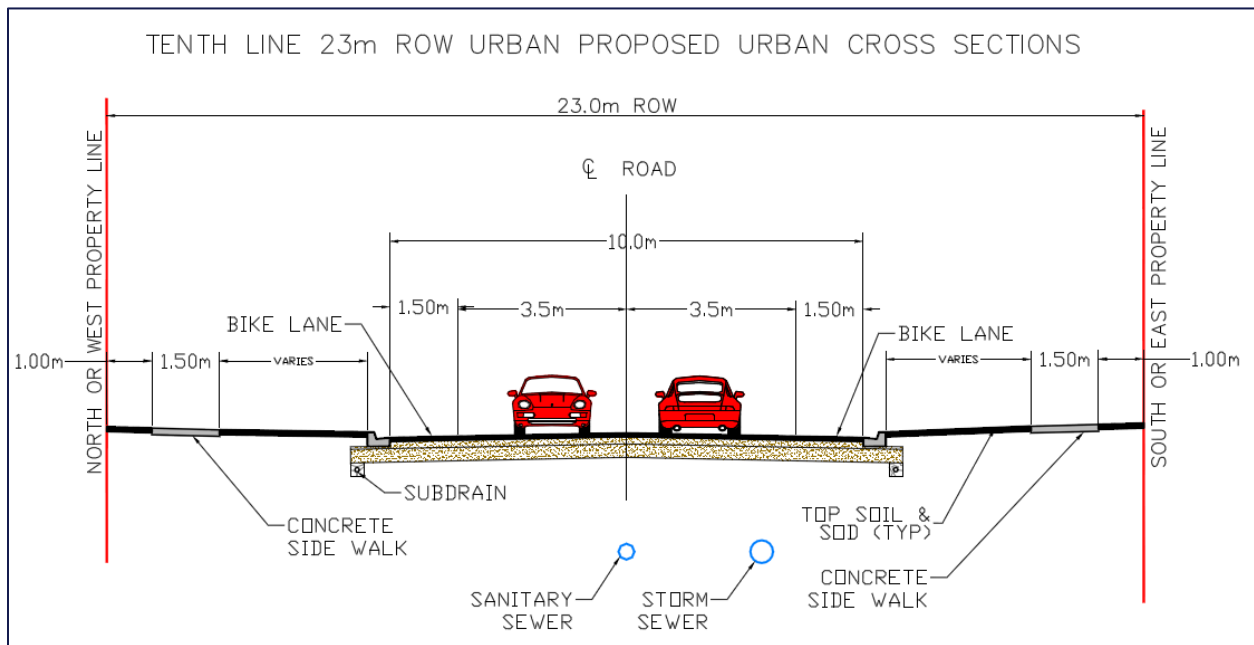 TENTH LINE 23m ROW URBAN PROPOSED URBAN CROSS SECTIONS
23.0m ROW
℄ ROAD
NORTH OR WEST PROPERTY LINE
SOUTH OR EAST PROPERTY LINE
10.0m
1.50m
3.5m
3.5m
1.50m
BIKE LANE
BIKE LANE
1.00m
1.50m
VARIES
VARIES
1.50m
1.00m
SUBDRAIN
CONCRETE
SIDE WALK
TOP SOIL &
SOD (TYP)
CONCRETE
SIDE WALK
SANITARY
SEWER
STORM
SEWER